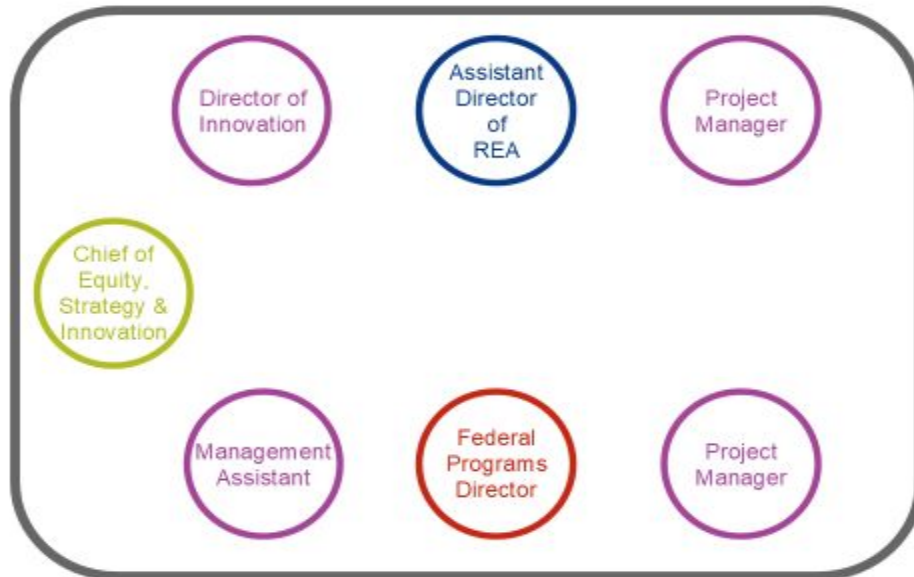 Director of
Innovation
Assistant
Director
of
REA
Project
Manager
Chief of
Equity,
Strategy &
Innovation
Management
Assistant
Federal
Programs
Director
Project
Manager